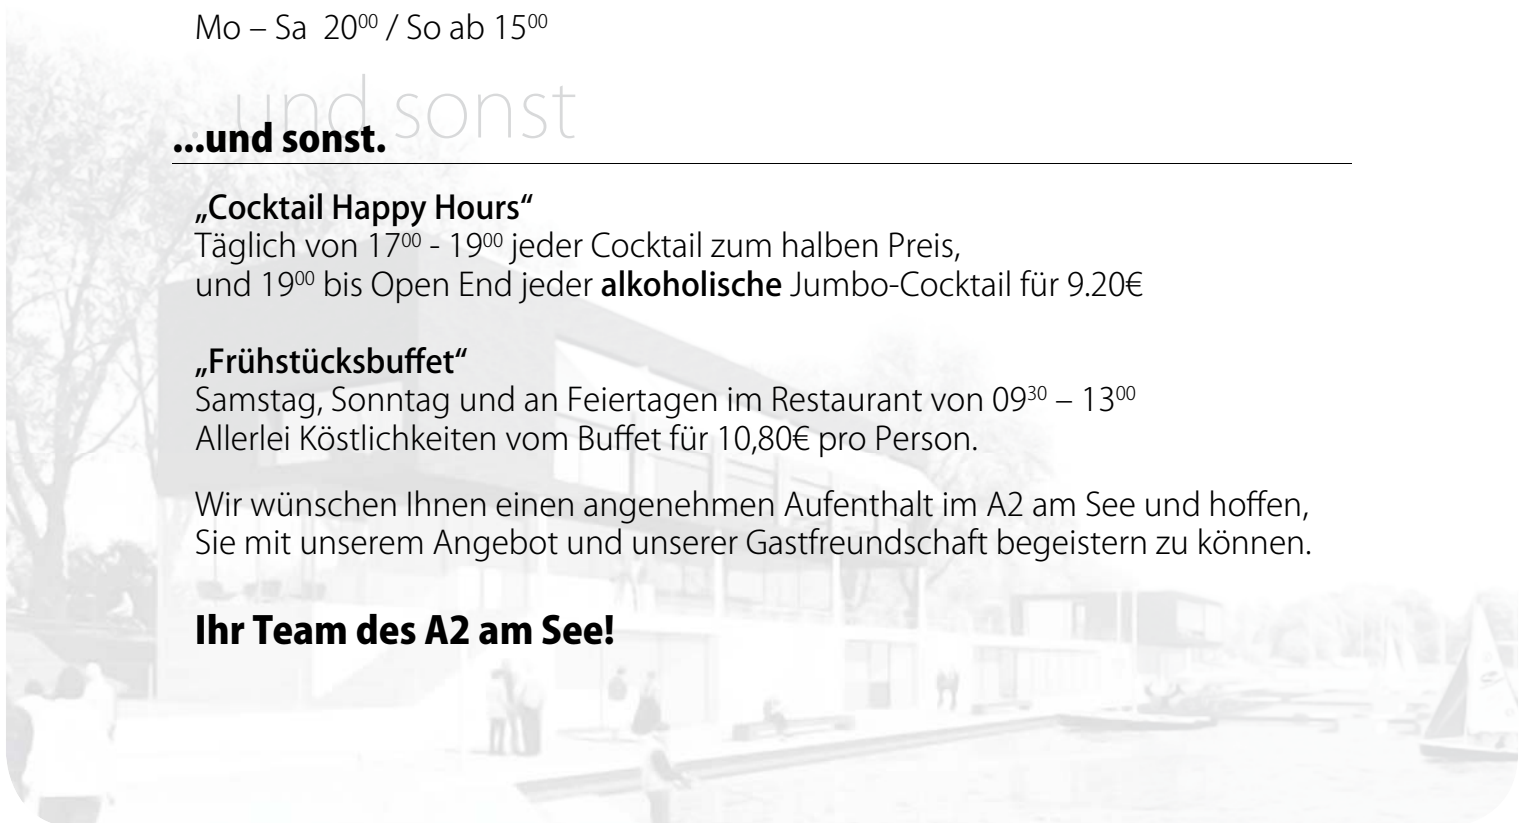 Mo – Sa  20⁰⁰ / So ab 15⁰⁰
und sonst
...und sonst.
„Cocktail Happy Hours“
Täglich von 17⁰⁰ - 19⁰⁰ jeder Cocktail zum halben Preis,
und 19⁰⁰ bis Open End jeder alkoholische Jumbo-Cocktail für 9.20€
„Frühstücksbuffet“
Samstag, Sonntag und an Feiertagen im Restaurant von 09³⁰ – 13⁰⁰
Allerlei Köstlichkeiten vom Buffet für 10,80€ pro Person.
Wir wünschen Ihnen einen angenehmen Aufenthalt im A2 am See und hoffen,
Sie mit unserem Angebot und unserer Gastfreundschaft begeistern zu können.
Ihr Team des A2 am See!